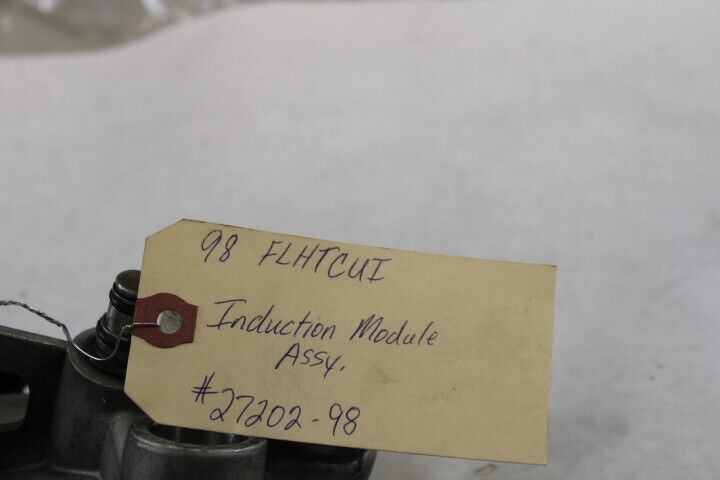 98 FLHTCUI
Induction Module
Assy.
#27202-98